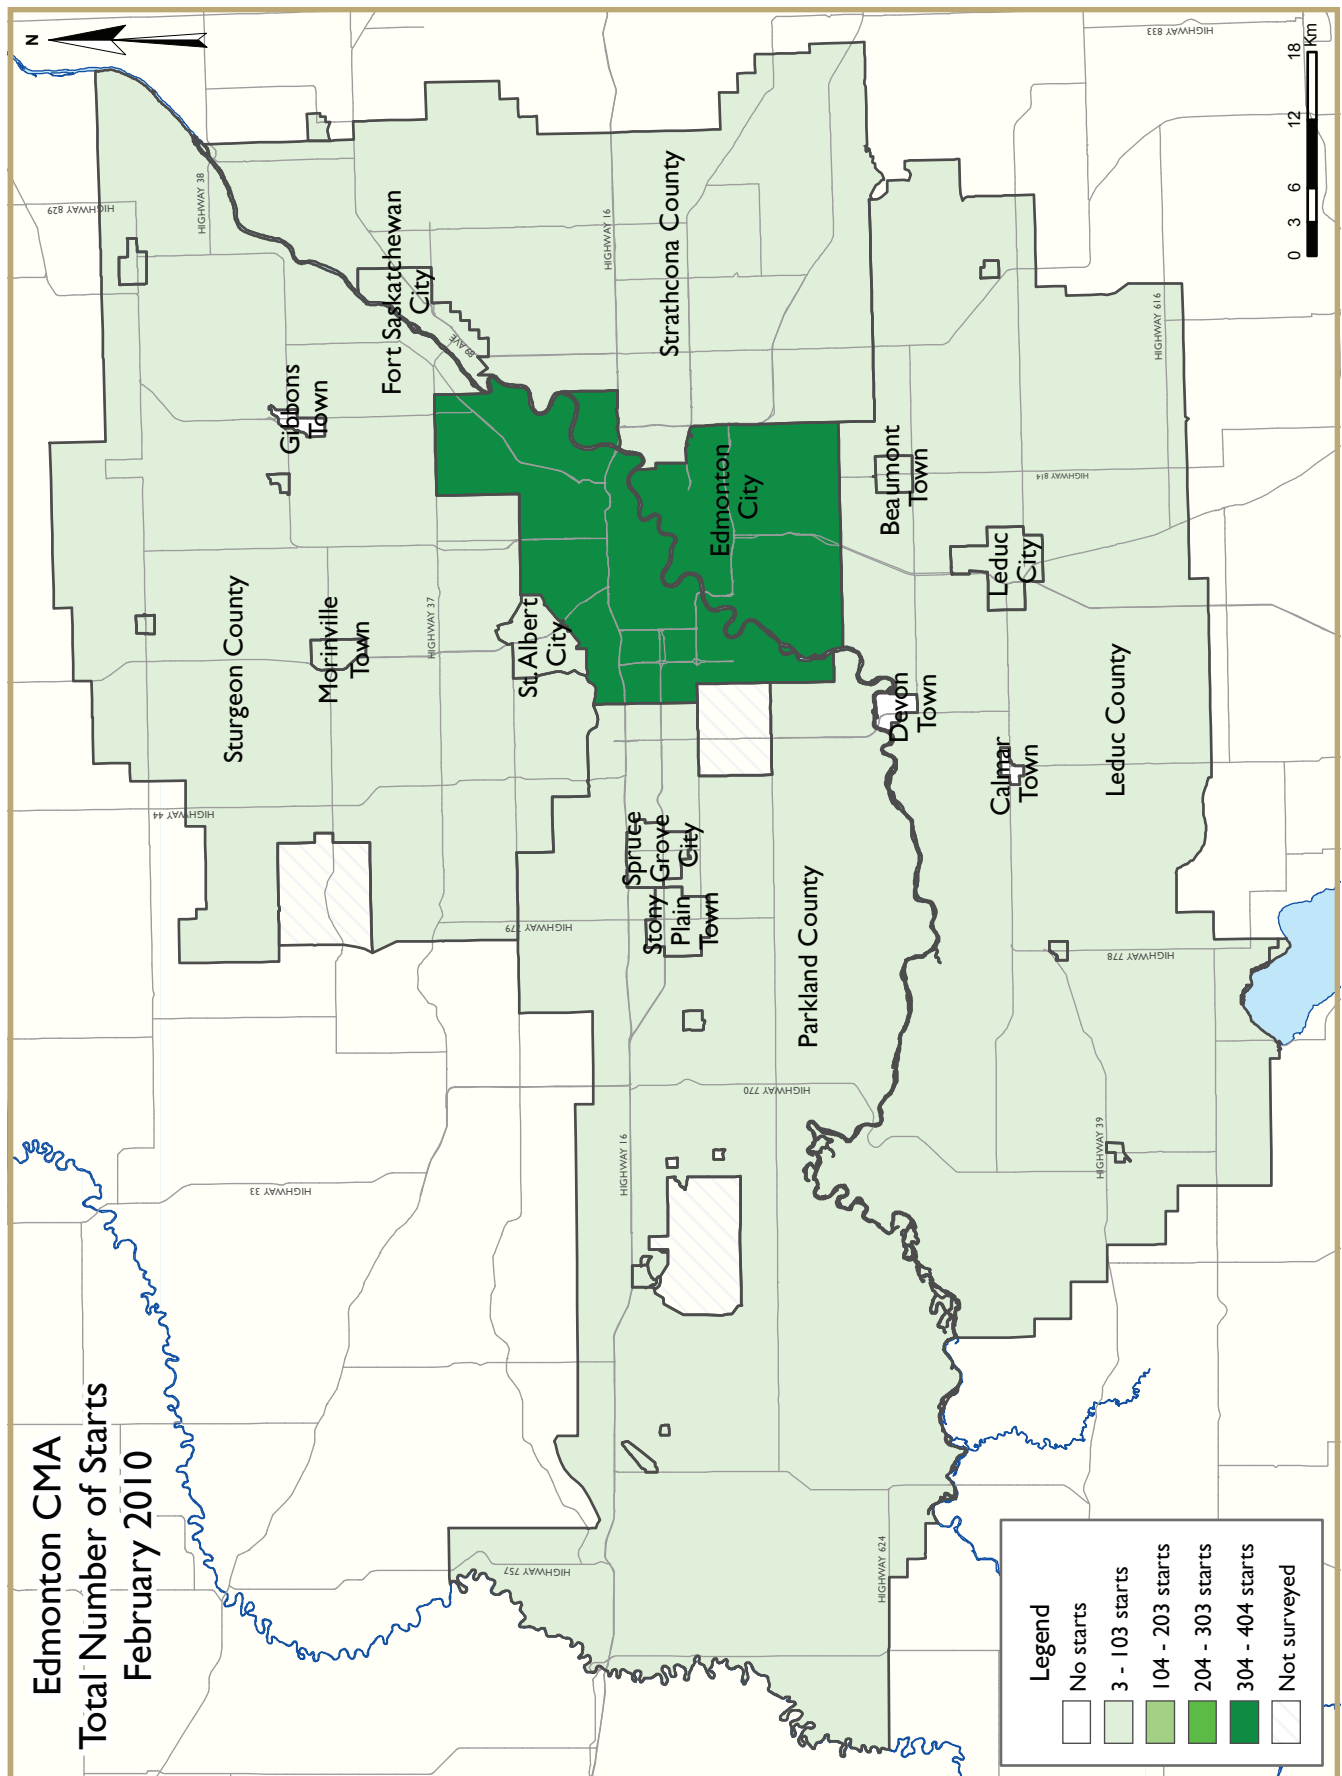 Edmonton CMA
Total Number of Starts
February 2010
N
HIGHWAY 829
HIGHWAY 38
HIGHWAY 833
HIGHWAY 16
HIGHWAY 44
HIGHWAY 37
HIGHWAY 33
HIGHWAY 779
HIGHWAY 757
HIGHWAY 16
HIGHWAY 770
HIGHWAY 624
HIGHWAY 39
HIGHWAY 778
HIGHWAY 814
HIGHWAY 616
89 AVE
Sturgeon County
Gibbons
Town
Morinville
Town
Fort Saskatchewan
City
St. Albert
City
Strathcona County
Edmonton
City
Spruce
Grove
City
Stony
Plain
Town
Parkland County
Beaumont
Town
Devon
Town
Leduc
City
Calmar
Town
Leduc County
Legend
No starts
3 - 103 starts
104 - 203 starts
204 - 303 starts
304 - 404 starts
Not surveyed
0 3 6 12 18
Km